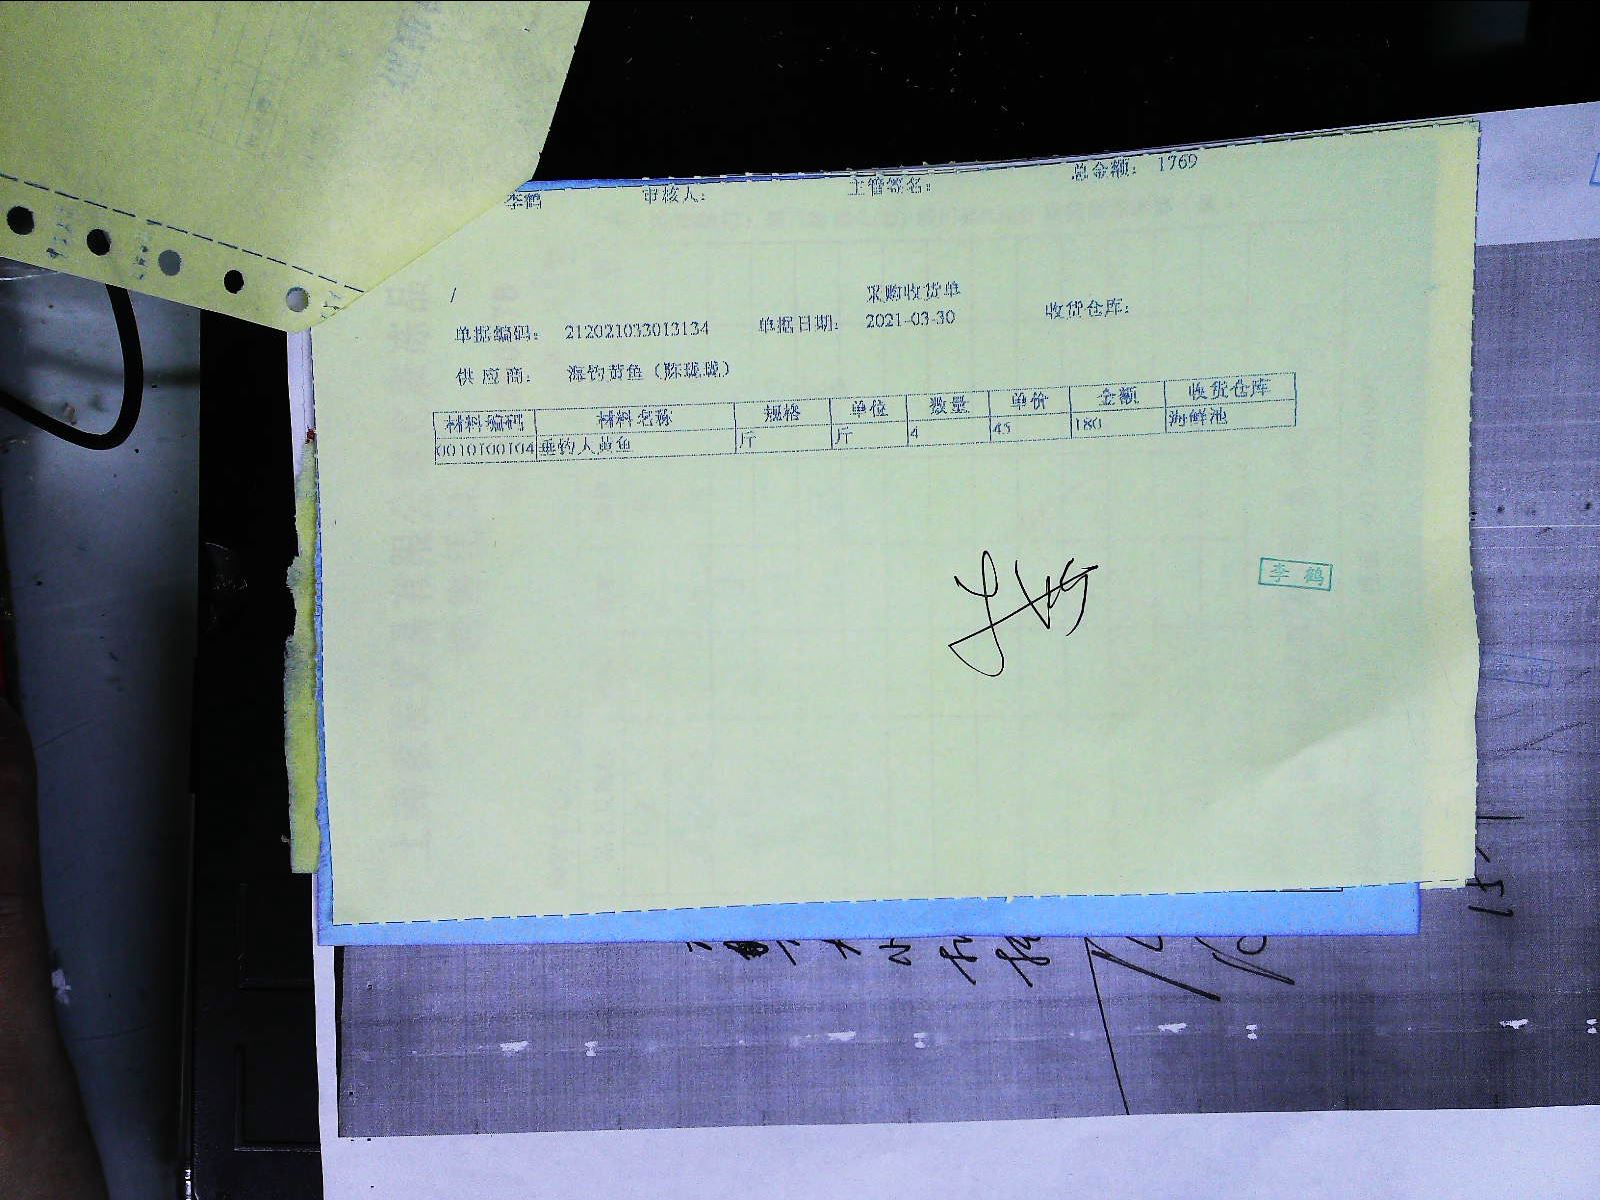 李鹤 审核人: 主管签名: 总金额: 1769
/
采购收货单
单据编码: 212021033013134 单据日期: 2021-03-30 收货仓库:
供应商: 海钓黄鱼（陈珑珑）
材料编码 材料名称 规格 单位 数量 单价 金额 收货仓库
0010100104 垂钓人黄鱼 斤 斤 4 45 180 海鲜池
李鹤